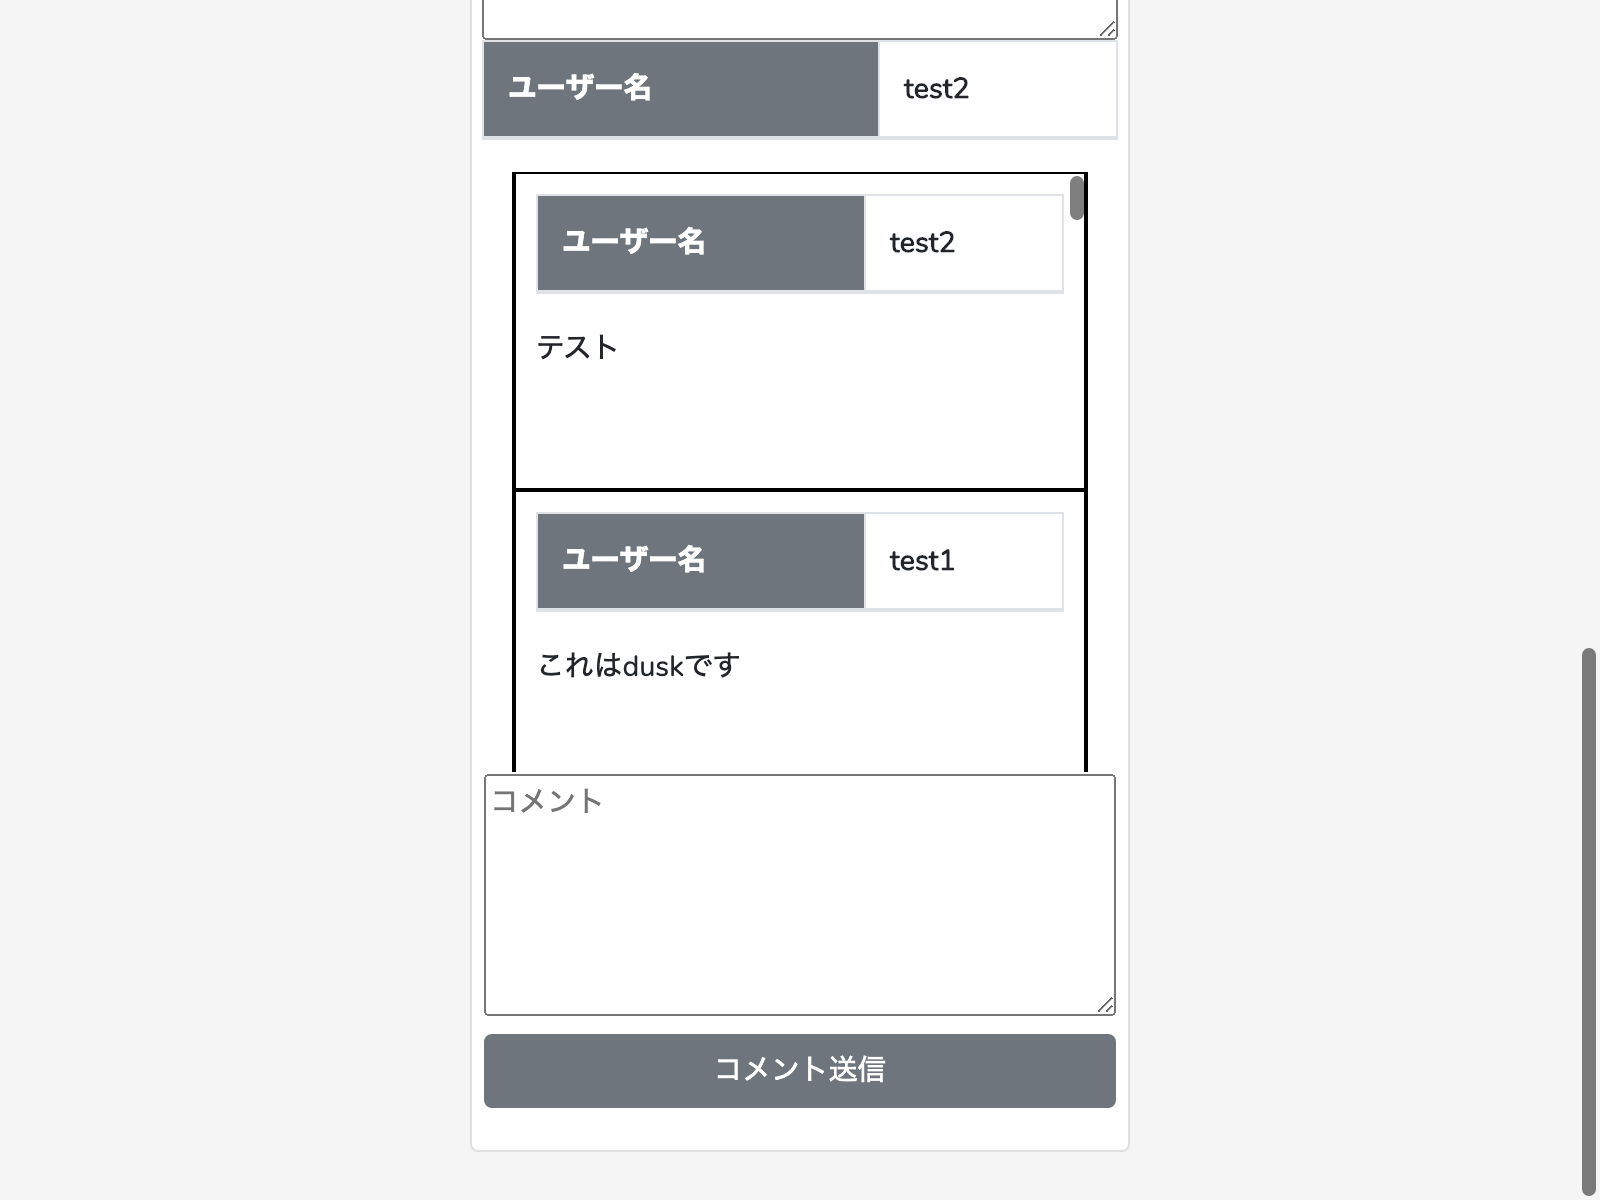 ユーザー名 test2
ユーザー名 test2
テスト
ユーザー名 test1
これはduskです
コメント
コメント送信